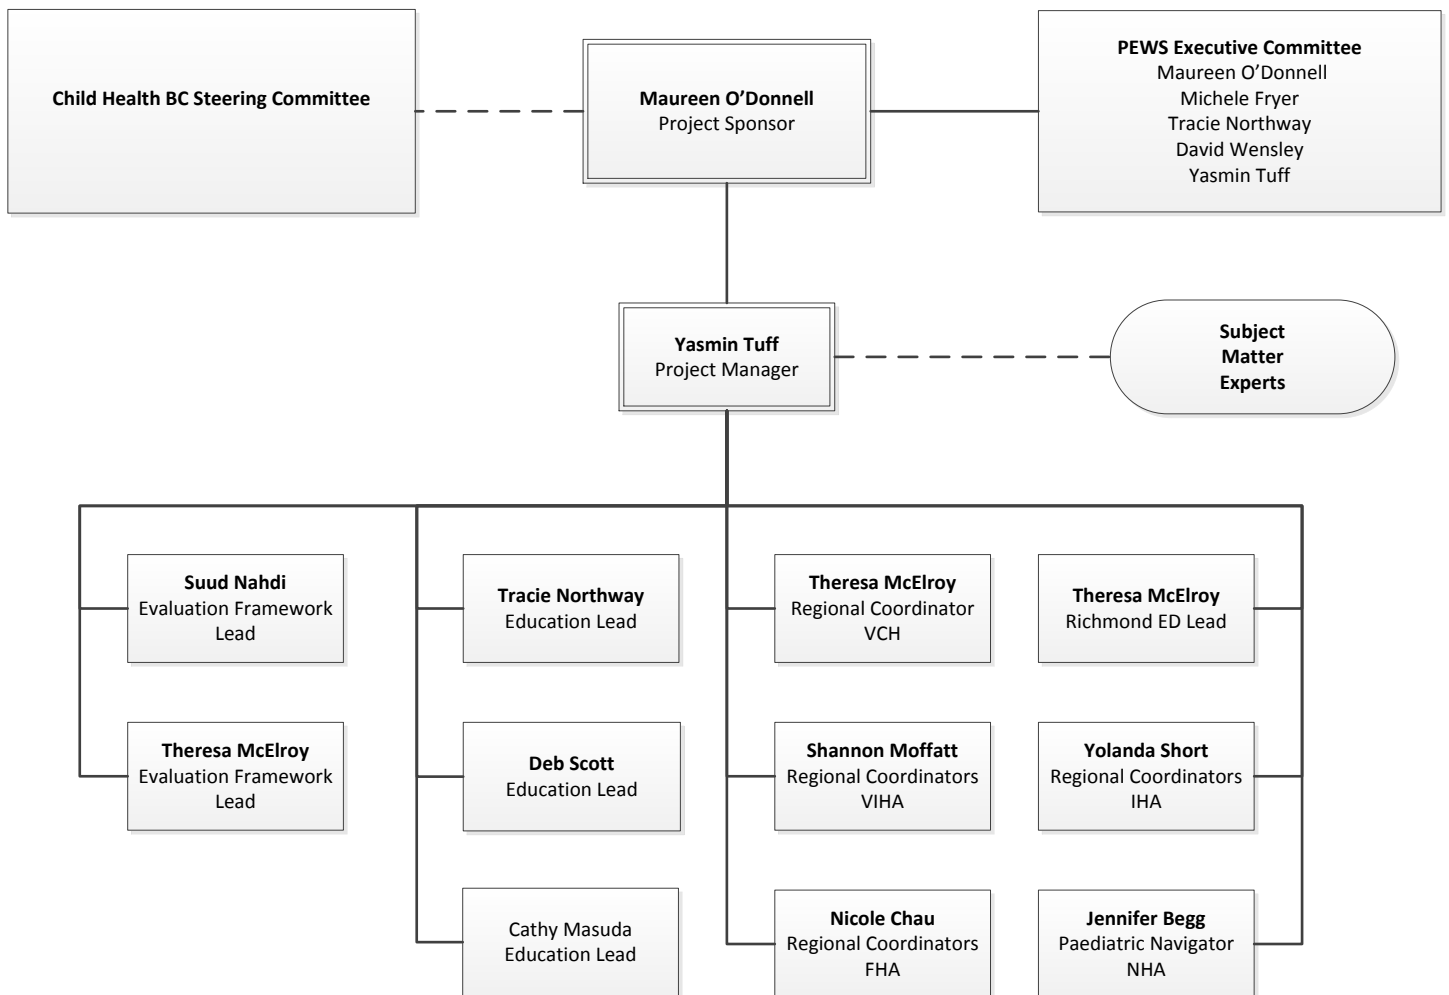 Child Health BC Steering Committee
Maureen O’Donnell
Project Sponsor
PEWS Executive Committee
Maureen O’Donnell
Michele Fryer
Tracie Northway
David Wensley
Yasmin Tuff
Yasmin Tuff
Project Manager
Subject
Matter
Experts
Suud Nahdi
Evaluation Framework
Lead
Tracie Northway
Education Lead
Theresa McElroy
Regional Coordinator
VCH
Theresa McElroy
Richmond ED Lead
Theresa McElroy
Evaluation Framework
Lead
Deb Scott
Education Lead
Shannon Moffatt
Regional Coordinators
VIHA
Yolanda Short
Regional Coordinators
IHA
Cathy Masuda
Education Lead
Nicole Chau
Regional Coordinators
FHA
Jennifer Begg
Paediatric Navigator
NHA